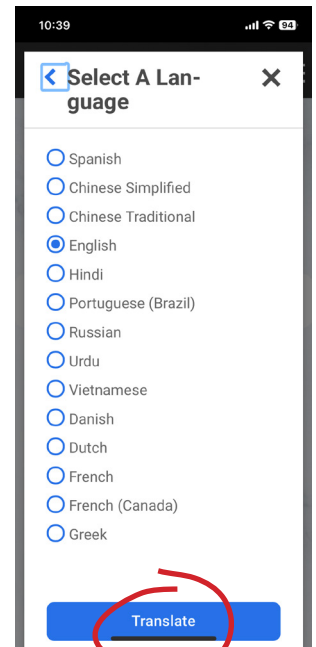 10:39
94
Select A Lan-
guage
Spanish
Chinese Simplified
Chinese Traditional
English
Hindi
Portuguese (Brazil)
Russian
Urdu
Vietnamese
Danish
Dutch
French
French (Canada)
Greek
Translate